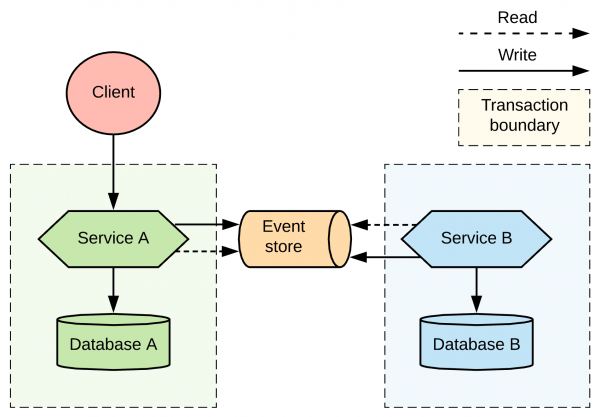 Read
Write
Transaction
boundary
Client
Service A
Event
store
Service B
Database A
Database B